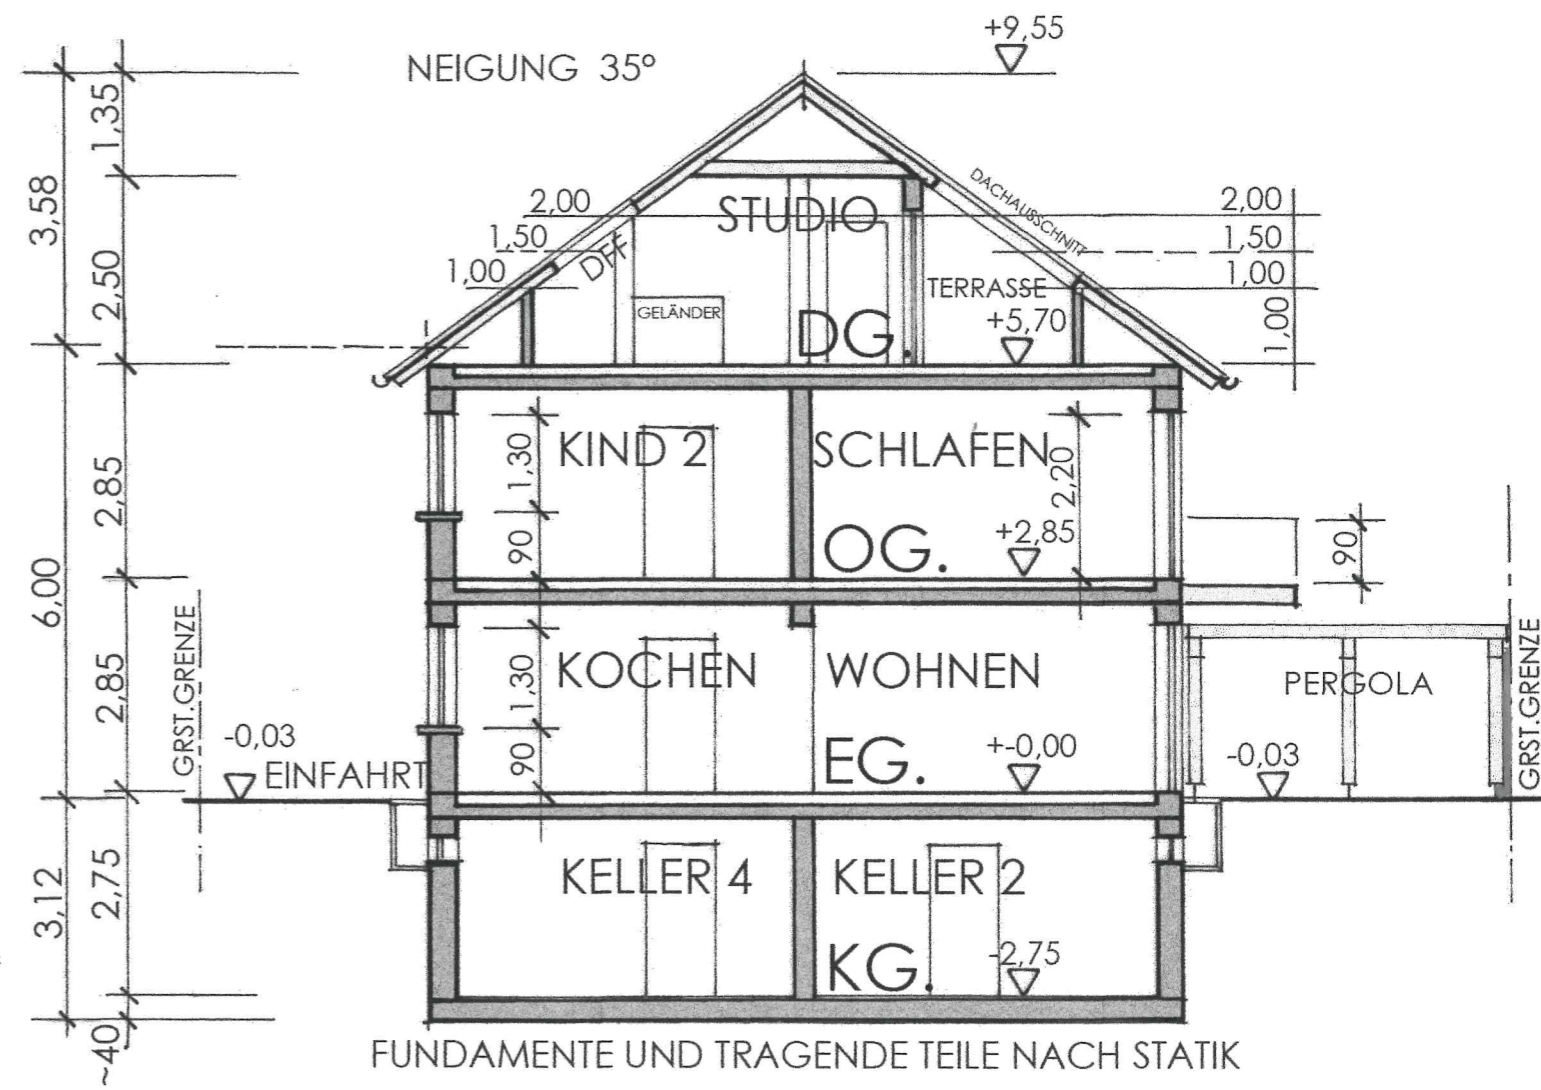 +9,55
NEIGUNG 35°
1,35
3,58
2,50
2,85
6,00
2,85
2,75
3,12
~40
DACHAUSSCHNITT
2,00
STUDIO
2,00
1,50
DFF
1,50
1,00
TERRASSE
1,00
GELÄNDER
DG.
+5,70
1,00
1,30
KIND 2
SCHLAFEN
2,20
90
OG.
+2,85
90
GRST.GRENZE
1,30
KOCHEN
WOHNEN
PERGOLA
GRST.GRENZE
-0,03
EINFAHRT
90
EG.
+-0,00
-0,03
KELLER 4
KELLER 2
KG.
-2,75
FUNDAMENTE UND TRAGENDE TEILE NACH STATIK